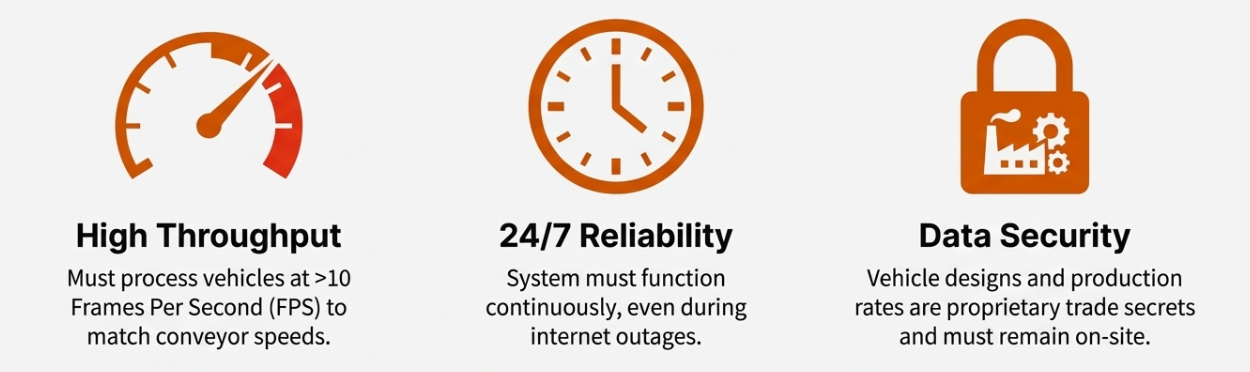 High Throughput
Must process vehicles at >10
Frames Per Second (FPS) to
match conveyor speeds.
24/7 Reliability
System must function
continuously, even during
internet outages.
Data Security
Vehicle designs and production
rates are proprietary trade secrets
and must remain on-site.